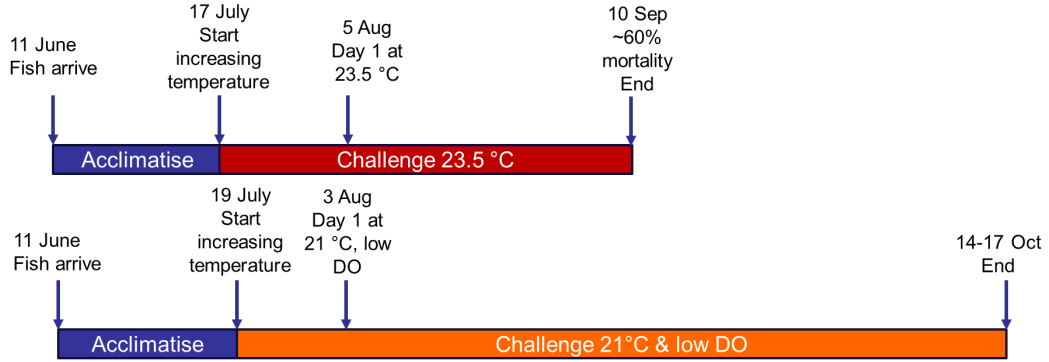 11 June
Fish arrive
17 July
Start
increasing
temperature
5 Aug
Day 1 at
23.5 °C
10 Sep
~60%
mortality
End
Acclimatise
Challenge 23.5 °C
11 June
Fish arrive
19 July
Start
increasing
temperature
3 Aug
Day 1 at
21 °C, low
DO
14-17 Oct
End
Acclimatise
Challenge 21°C & low DO